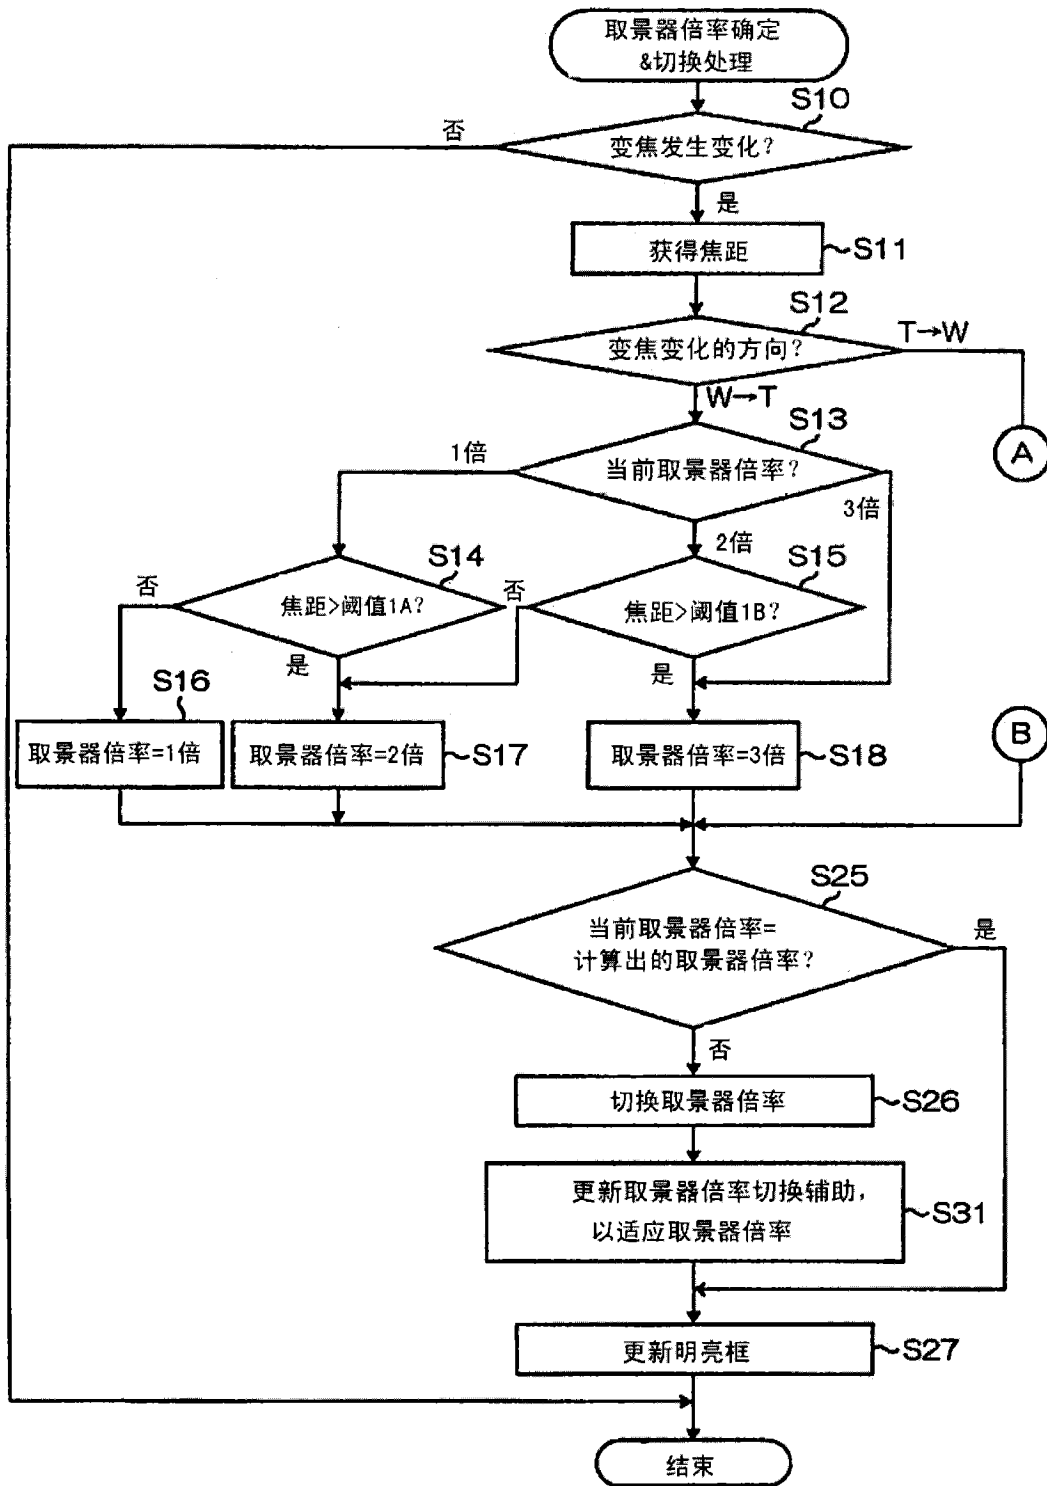 取景器倍率确定
&切换处理
S10
否
变焦发生变化?
是
获得焦距
S11
S12
变焦变化的方向?
T→W
W→T
A
S13
当前取景器倍率?
1倍
3倍
2倍
S14
否
焦距>阈值1A?
是
S15
否
焦距>阈值1B?
是
S16
取景器倍率=1倍
取景器倍率=2倍
S17
取景器倍率=3倍
S18
B
S25
当前取景器倍率=
计算出的取景器倍率?
是
否
切换取景器倍率
S26
更新取景器倍率切换辅助,
以适应取景器倍率
S31
更新明亮框
S27
结束